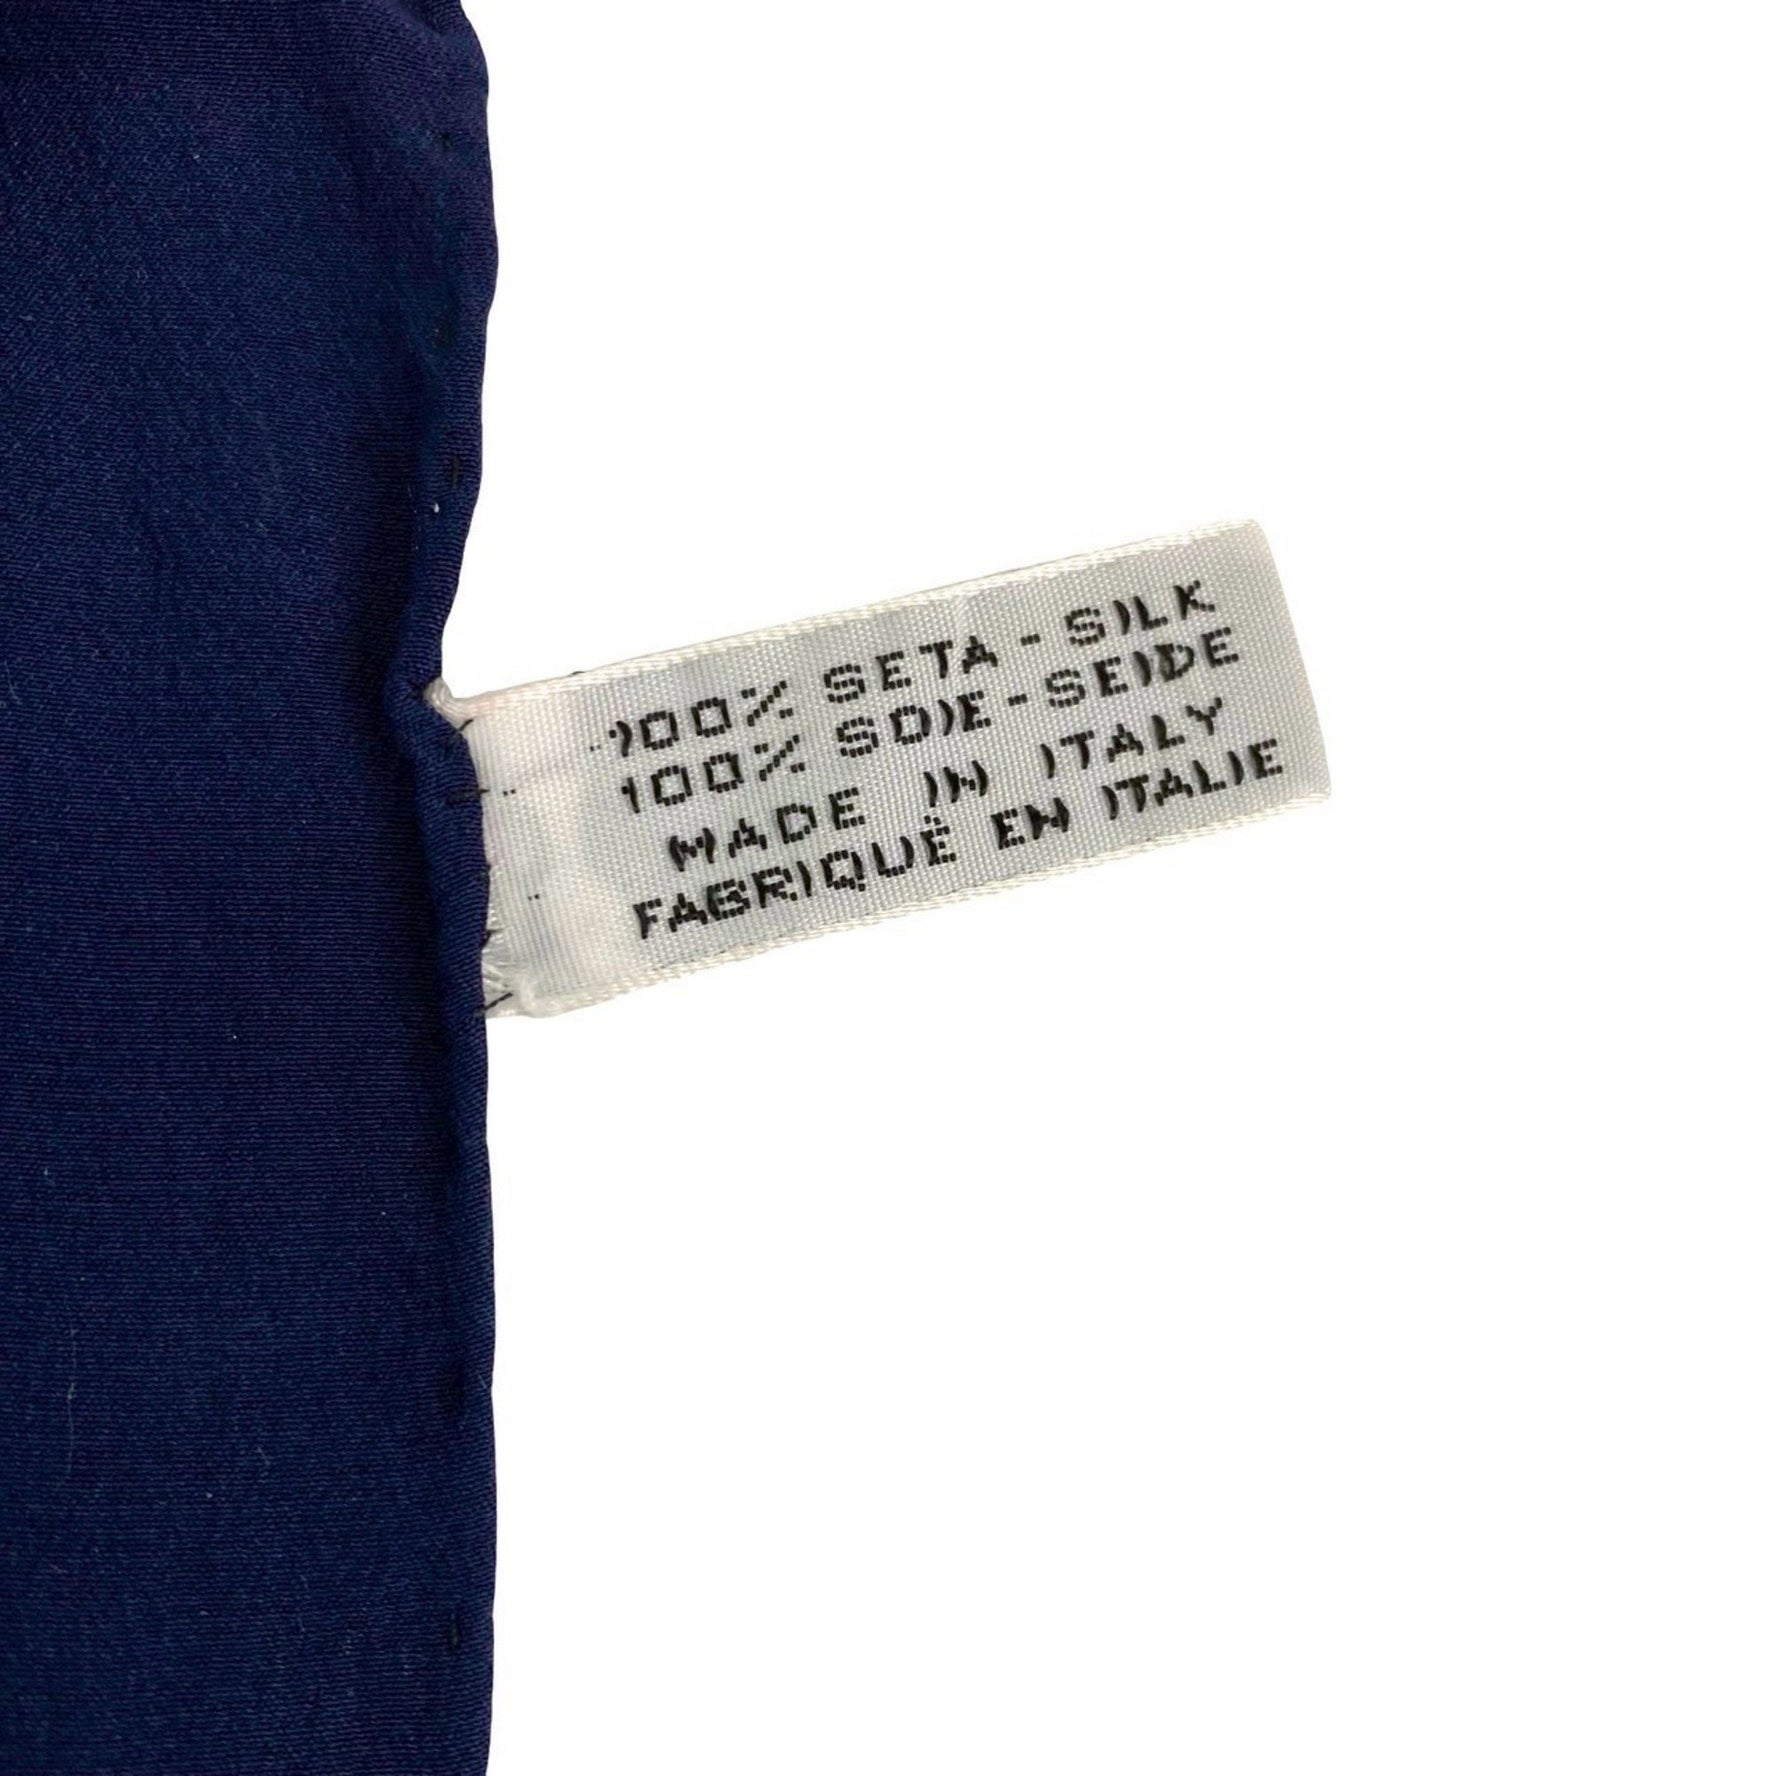 100% SETA - SILK
100% SOIE - SEIDE
MADE IN ITALY
FABRIQUÉ EN ITALIE